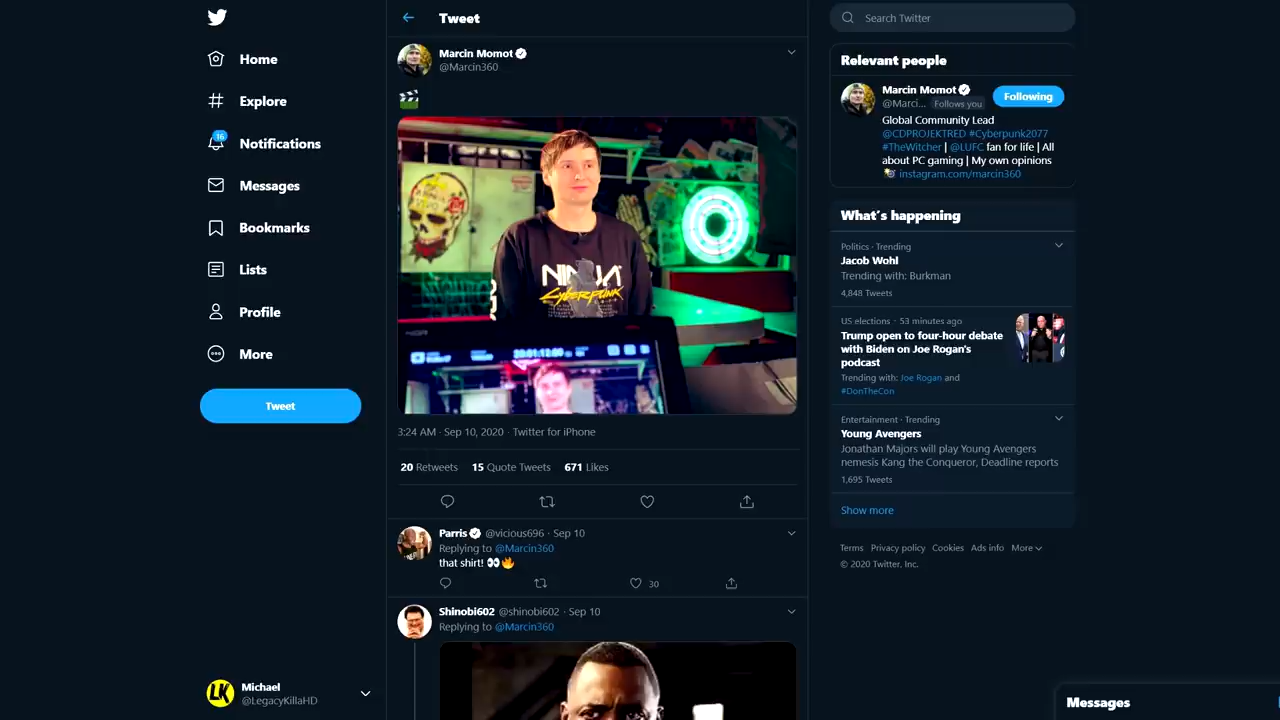 Home
Explore
16
Notifications
Messages
Bookmarks
Lists
Profile
More
Tweet
Michael
@LegacyKillaHD
Tweet
Marcin Momot
@Marcin360
NINJA
CYBERPUNK
3:24 AM · Sep 10, 2020 · Twitter for iPhone
20 Retweets 15 Quote Tweets 671 Likes
Parris @vicious696 · Sep 10
Replying to @Marcin360
that shirt! 👀🔥
30
Shinobi602 @shinobi602 · Sep 10
Replying to @Marcin360
Search Twitter
Relevant people
Marcin Momot
@Marci... Follows you
Following
Global Community Lead
@CDPROJEKTRED #Cyberpunk2077
#TheWitcher | @LUFC fan for life | All
about PC gaming | My own opinions
instagram.com/marcin360
What's happening
Politics · Trending
Jacob Wohl
Trending with: Burkman
4,848 Tweets
US elections · 53 minutes ago
Trump open to four-hour debate
with Biden on Joe Rogan's
podcast
Trending with: Joe Rogan and
#DonTheCon
Entertainment · Trending
Young Avengers
Jonathan Majors will play Young Avengers
nemesis Kang the Conqueror, Deadline reports
1,695 Tweets
Show more
Terms Privacy policy Cookies Ads info More
© 2020 Twitter, Inc.
Messages